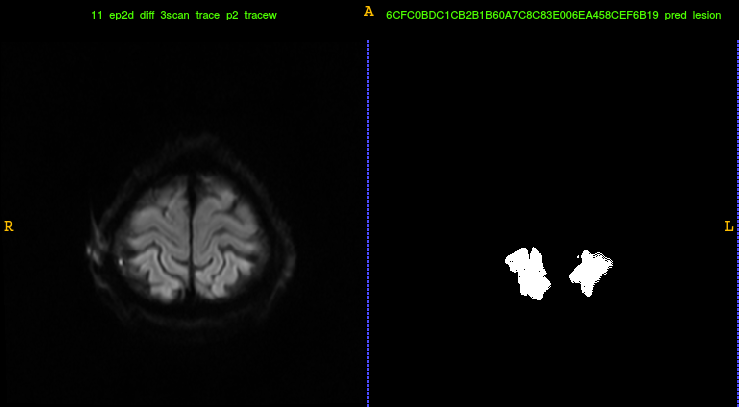 11 ep2d diff 3scan trace p2 tracew
A
6CFC0BDC1CB2B1B60A7C8C83E006EA458CEF6B19 pred lesion
R
L